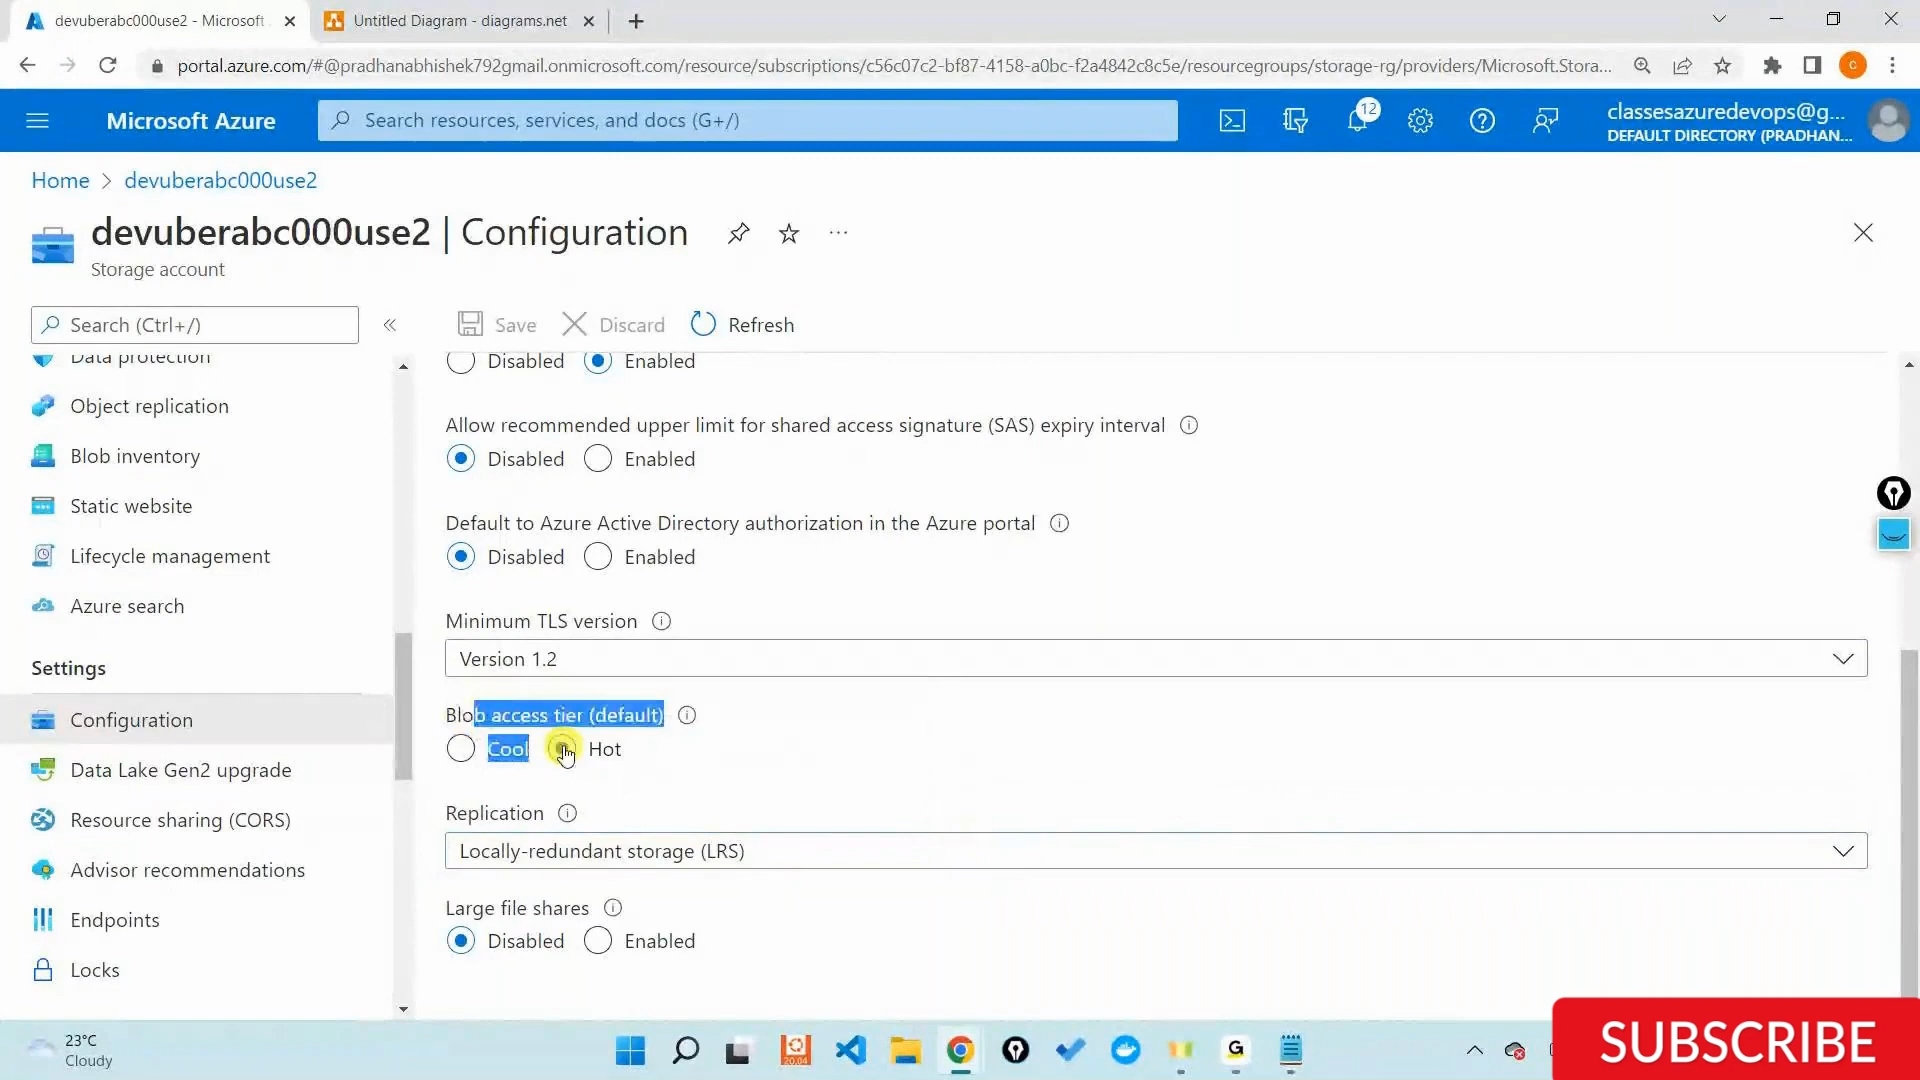 devuberabc000use2 - Microsoft
Untitled Diagram - diagrams.net
portal.azure.com/#@pradhanabhishek792gmail.onmicrosoft.com/resource/subscriptions/c56c07c2-bf87-4158-a0bc-f2a4842c8c5e/resourcegroups/storage-rg/providers/Microsoft.Stora...
c
Microsoft Azure
Search resources, services, and docs (G+/)
12
classesazuredevops@g...
DEFAULT DIRECTORY (PRADHAN...
Home > devuberabc000use2
devuberabc000use2 | Configuration
Storage account
Search (Ctrl+/)
Save
Discard
Refresh
Data protection
Object replication
Blob inventory
Static website
Lifecycle management
Azure search
Settings
Configuration
Data Lake Gen2 upgrade
Resource sharing (CORS)
Advisor recommendations
Endpoints
Locks
Disabled Enabled
Allow recommended upper limit for shared access signature (SAS) expiry interval
Disabled Enabled
Default to Azure Active Directory authorization in the Azure portal
Disabled Enabled
Minimum TLS version
Version 1.2
Blob access tier (default)
Cool Hot
Replication
Locally-redundant storage (LRS)
Large file shares
Disabled Enabled
23°C
Cloudy
20.04
G
SUBSCRIBE